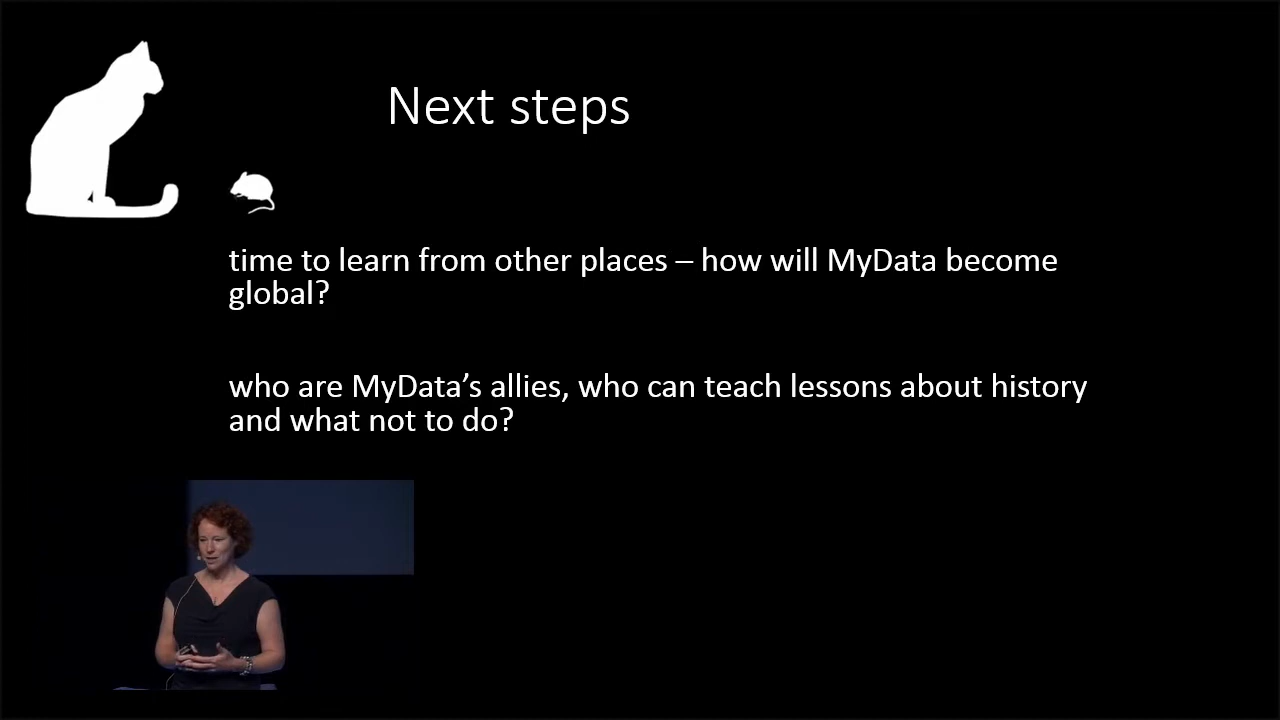 Next steps
time to learn from other places – how will MyData become
global?
who are MyData’s allies, who can teach lessons about history
and what not to do?